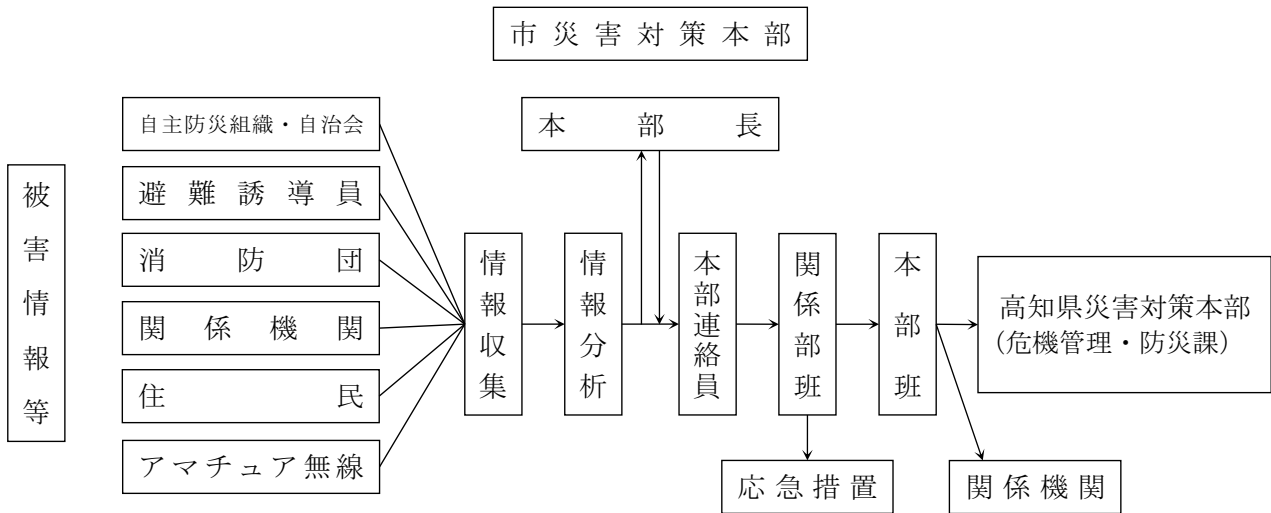 市災害対策本部
自主防災組織・自治会
本部長
被害情報等
避難誘導員
消防団
関係機関
住民
アマチュア無線
情報収集
情報分析
本部連絡員
関係部班
本部班
高知県災害対策本部
(危機管理・防災課)
応急措置
関係機関